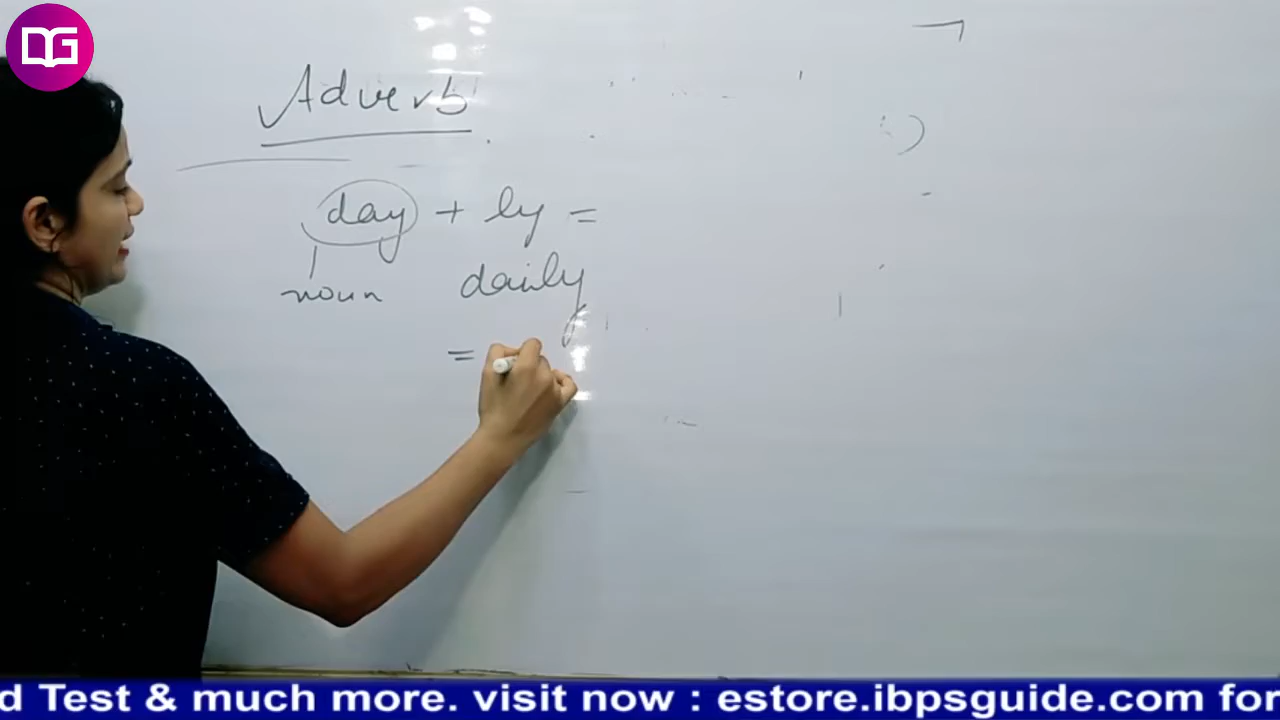 DG
Adverb
day + ly =
noun daily
=
d Test & much more. visit now : estore.ibpsguide.com for